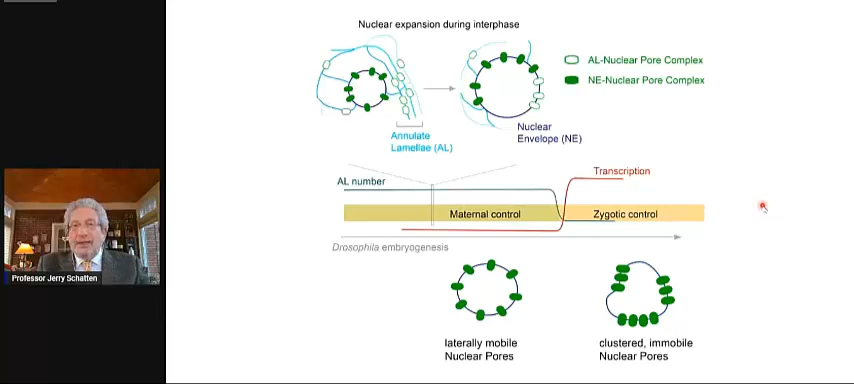 Nuclear expansion during interphase
AL-Nuclear Pore Complex
NE-Nuclear Pore Complex
Annulate
Lamellae (AL)
Nuclear
Envelope (NE)
Transcription
AL number
Maternal control
Zygotic control
Drosophila embryogenesis
Professor Jerry Schatten
laterally mobile
Nuclear Pores
clustered, immobile
Nuclear Pores